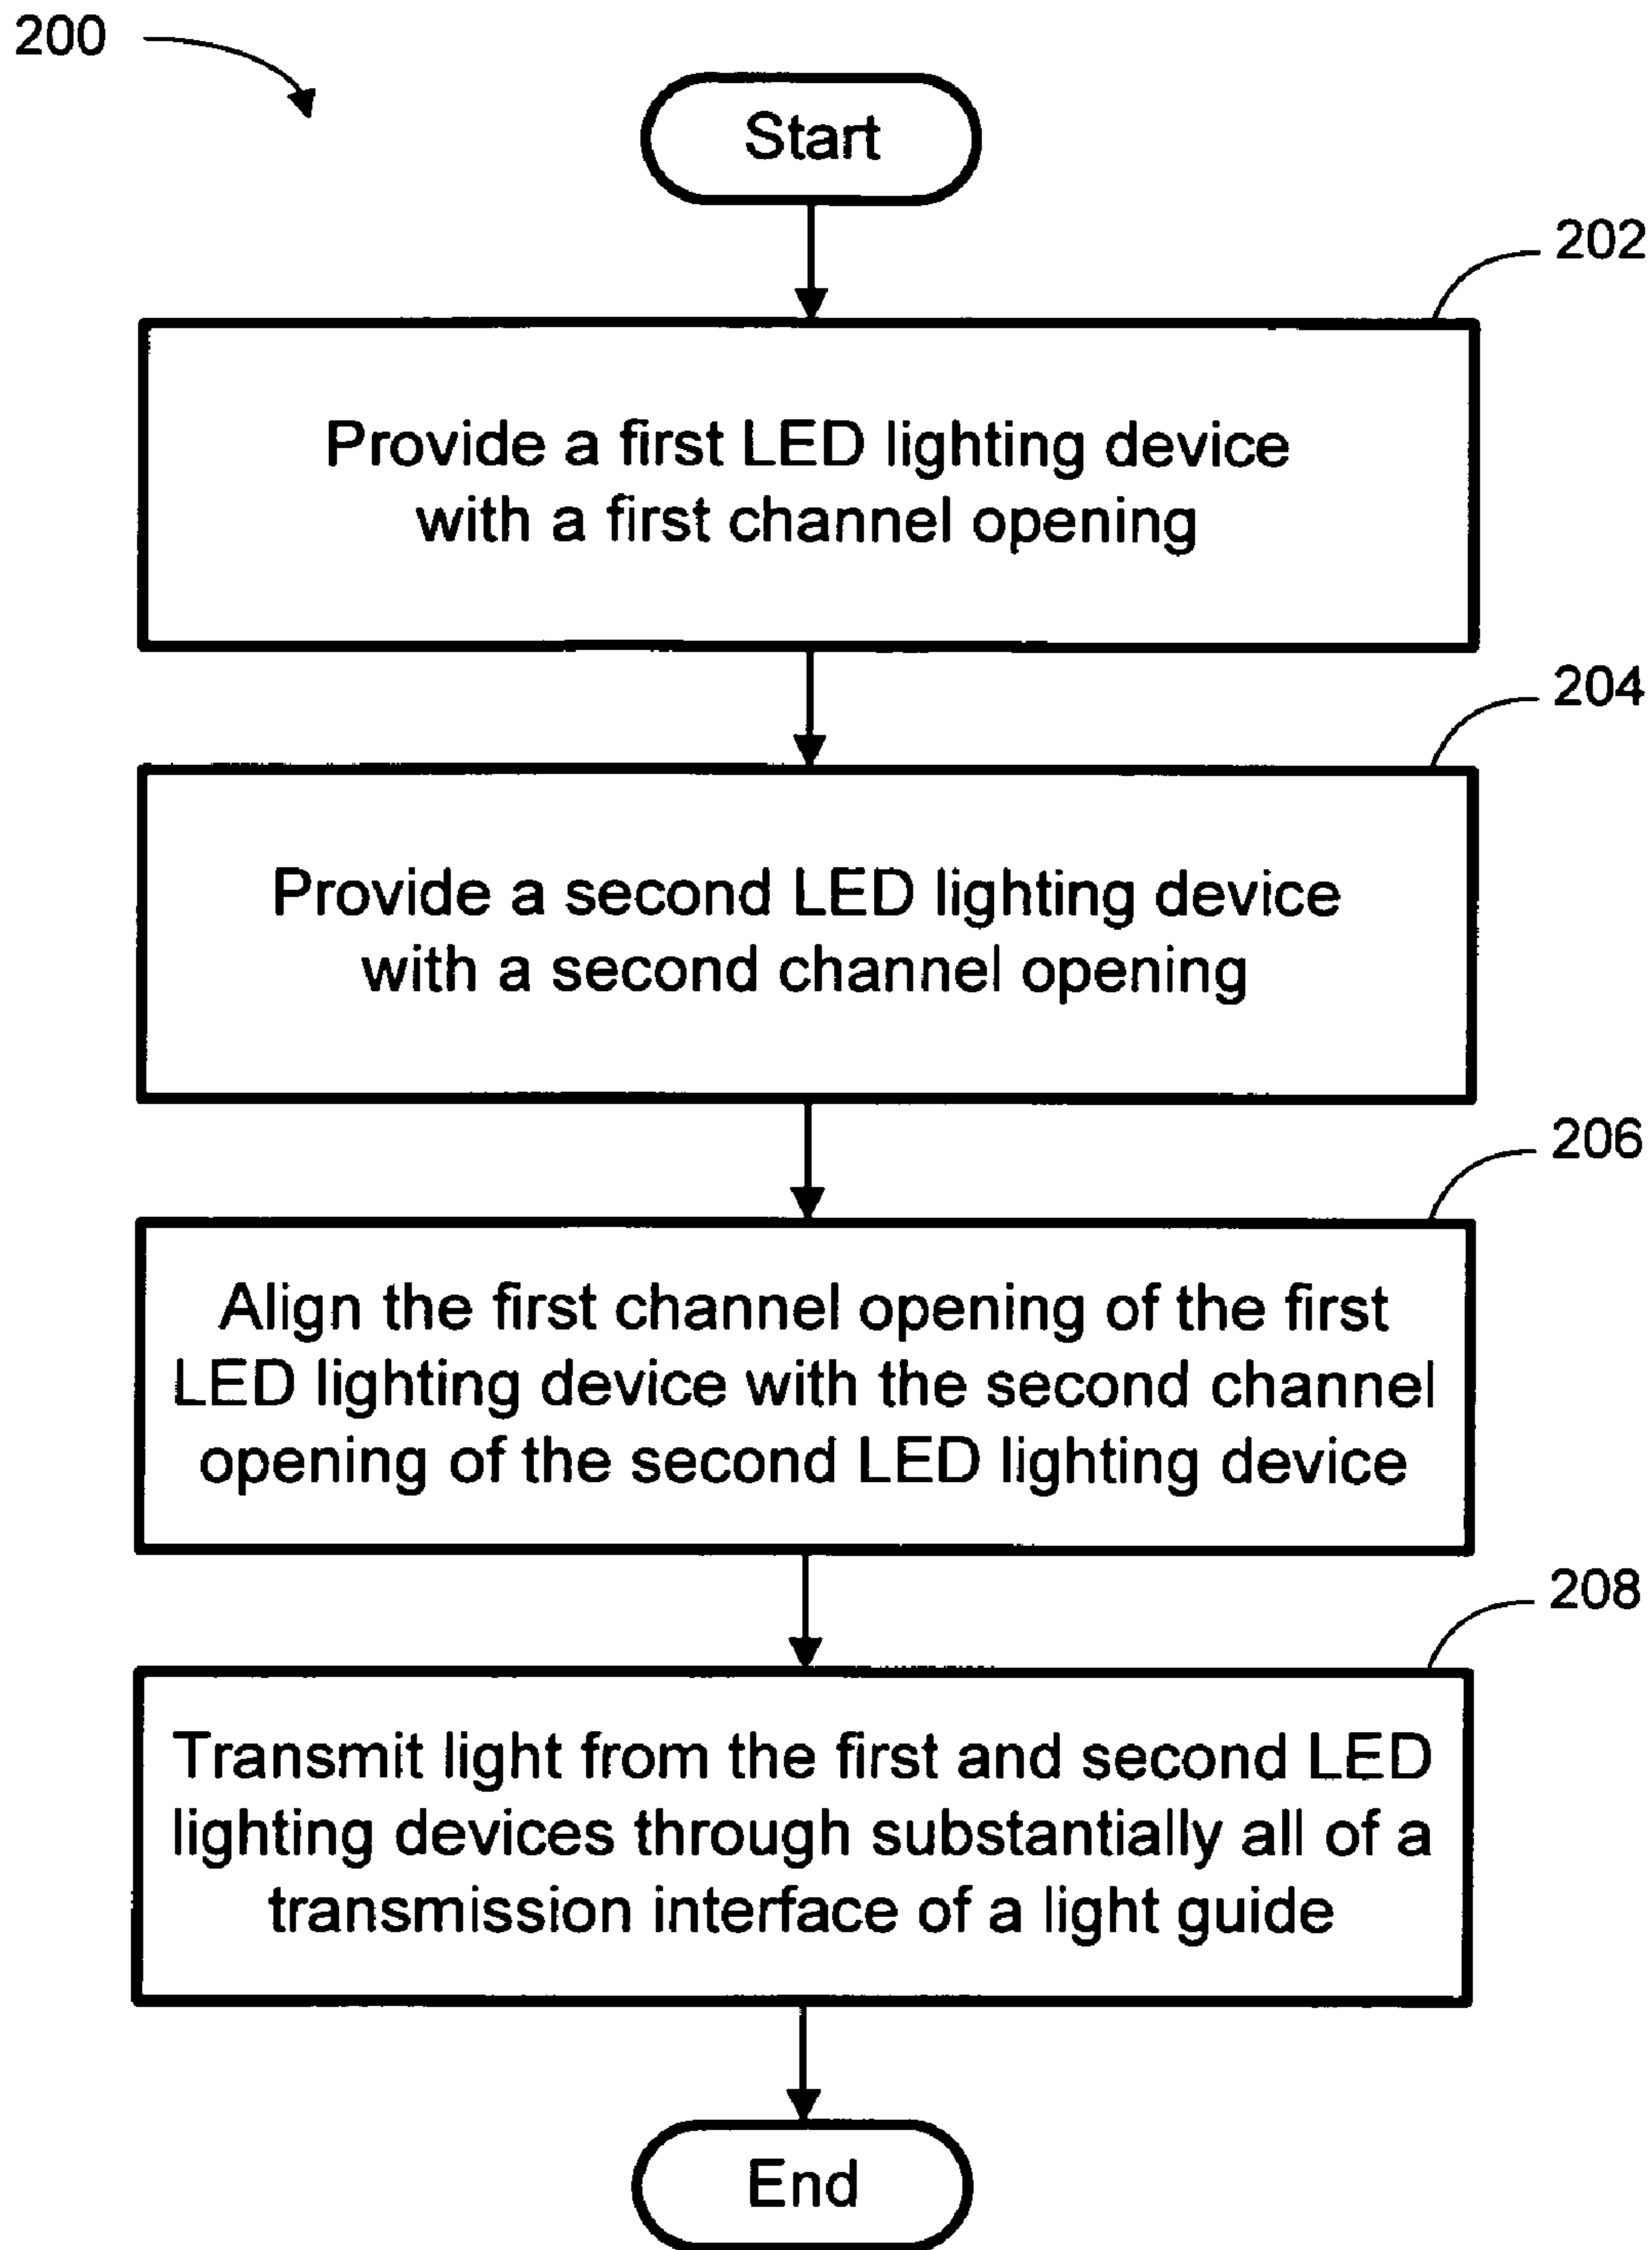 200
Start
202
Provide a first LED lighting device
with a first channel opening
204
Provide a second LED lighting device
with a second channel opening
206
Align the first channel opening of the first
LED lighting device with the second channel
opening of the second LED lighting device
208
Transmit light from the first and second LED
lighting devices through substantially all of a
transmission interface of a light guide
End